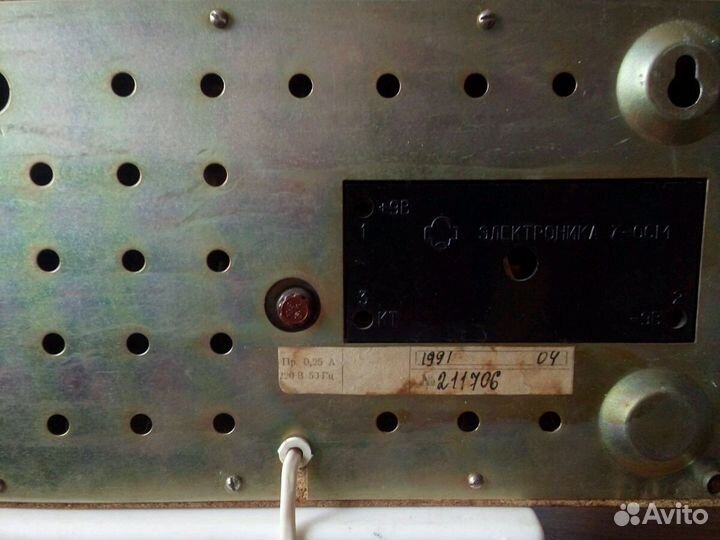 +9В
1
ЭЛЕКТРОНИКА 7-06М
3
КТ
-9В
2
Пр. 0,25 А
220 В 50 Гц
1991 04
№ 211706
Avito